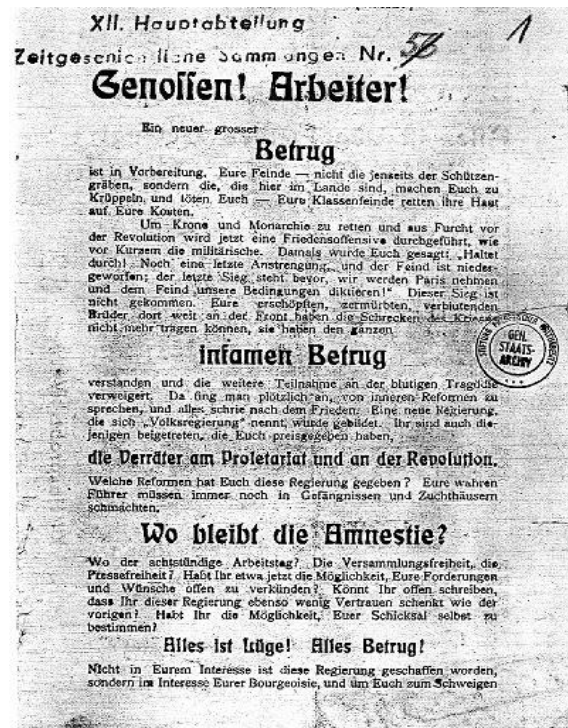 XII. Hauptabteilung
1
Zeitgeschichtliche Sammlungen Nr. 56
Genossen! Arbeiter!
Ein neuer grosser
Betrug
ist in Vorbereitung. Eure Feinde — nicht die jenseits der Schützen-
gräben, sondern die, die hier im Lande sind, machen Euch zu
Krüppeln, und töten Euch — Eure Klassenfeinde retten ihre Haut
auf Eure Kosten.
Um Krone und Monarchie zu retten und aus Furcht vor
der Revolution wird jetzt eine Friedensoffensive durchgeführt, wie
vor Kurzem die militärische. Damals wurde Euch gesagt: „Haltet
durch! Noch eine letzte Anstrengung, und der Feind ist nieder-
geworfen; der letzte Sieg steht bevor, wir werden Paris nehmen
und dem Feind unsere Bedingungen diktieren!" Dieser Sieg ist
nicht gekommen. Eure erschöpften, zermürbten, verblutenden
Brüder dort weit an der Front haben die Schrecken des Krieges
nicht mehr tragen können, sie haben den ganzen
infamen Betrug
verstanden und die weitere Teilnahme an der blutigen Tragödie
verweigert. Da fing man plötzlich an, von inneren Reformen zu
sprechen, und alles schrie nach dem Frieden. Eine neue Regierung,
die sich „Volksregierung" nennt, wurde gebildet. Ihr sind auch die-
jenigen beigetreten, die Euch preisgegeben haben,
die Verräter am Proletariat und an der Revolution.
Welche Reformen hat Euch diese Regierung gegeben? Eure wahren
Führer müssen immer noch in Gefängnissen und Zuchthäusern
schmachten.
Wo bleibt die Amnestie?
Wo der achtstündige Arbeitstag? Die Versammlungsfreiheit, die
Pressefreiheit? Habt Ihr etwa jetzt die Möglichkeit, Eure Forderungen
und Wünsche offen zu verkünden? Könnt Ihr offen schreiben,
dass Ihr dieser Regierung ebenso wenig Vertrauen schenkt wie der
vorigen? Habt Ihr die Möglichkeit, Euer Schicksal selbst zu
bestimmen?
Alles ist Lüge! Alles Betrug!
Nicht in Eurem Interesse ist diese Regierung geschaffen worden,
sondern im Interesse Eurer Bourgeoisie, und um Euch zum Schweigen
GEH.
STAATS-
ARCHIV